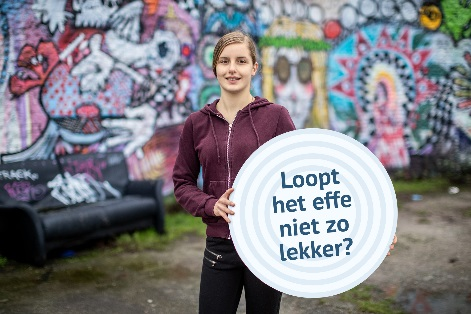 Loopt
het effe
niet zo
lekker?